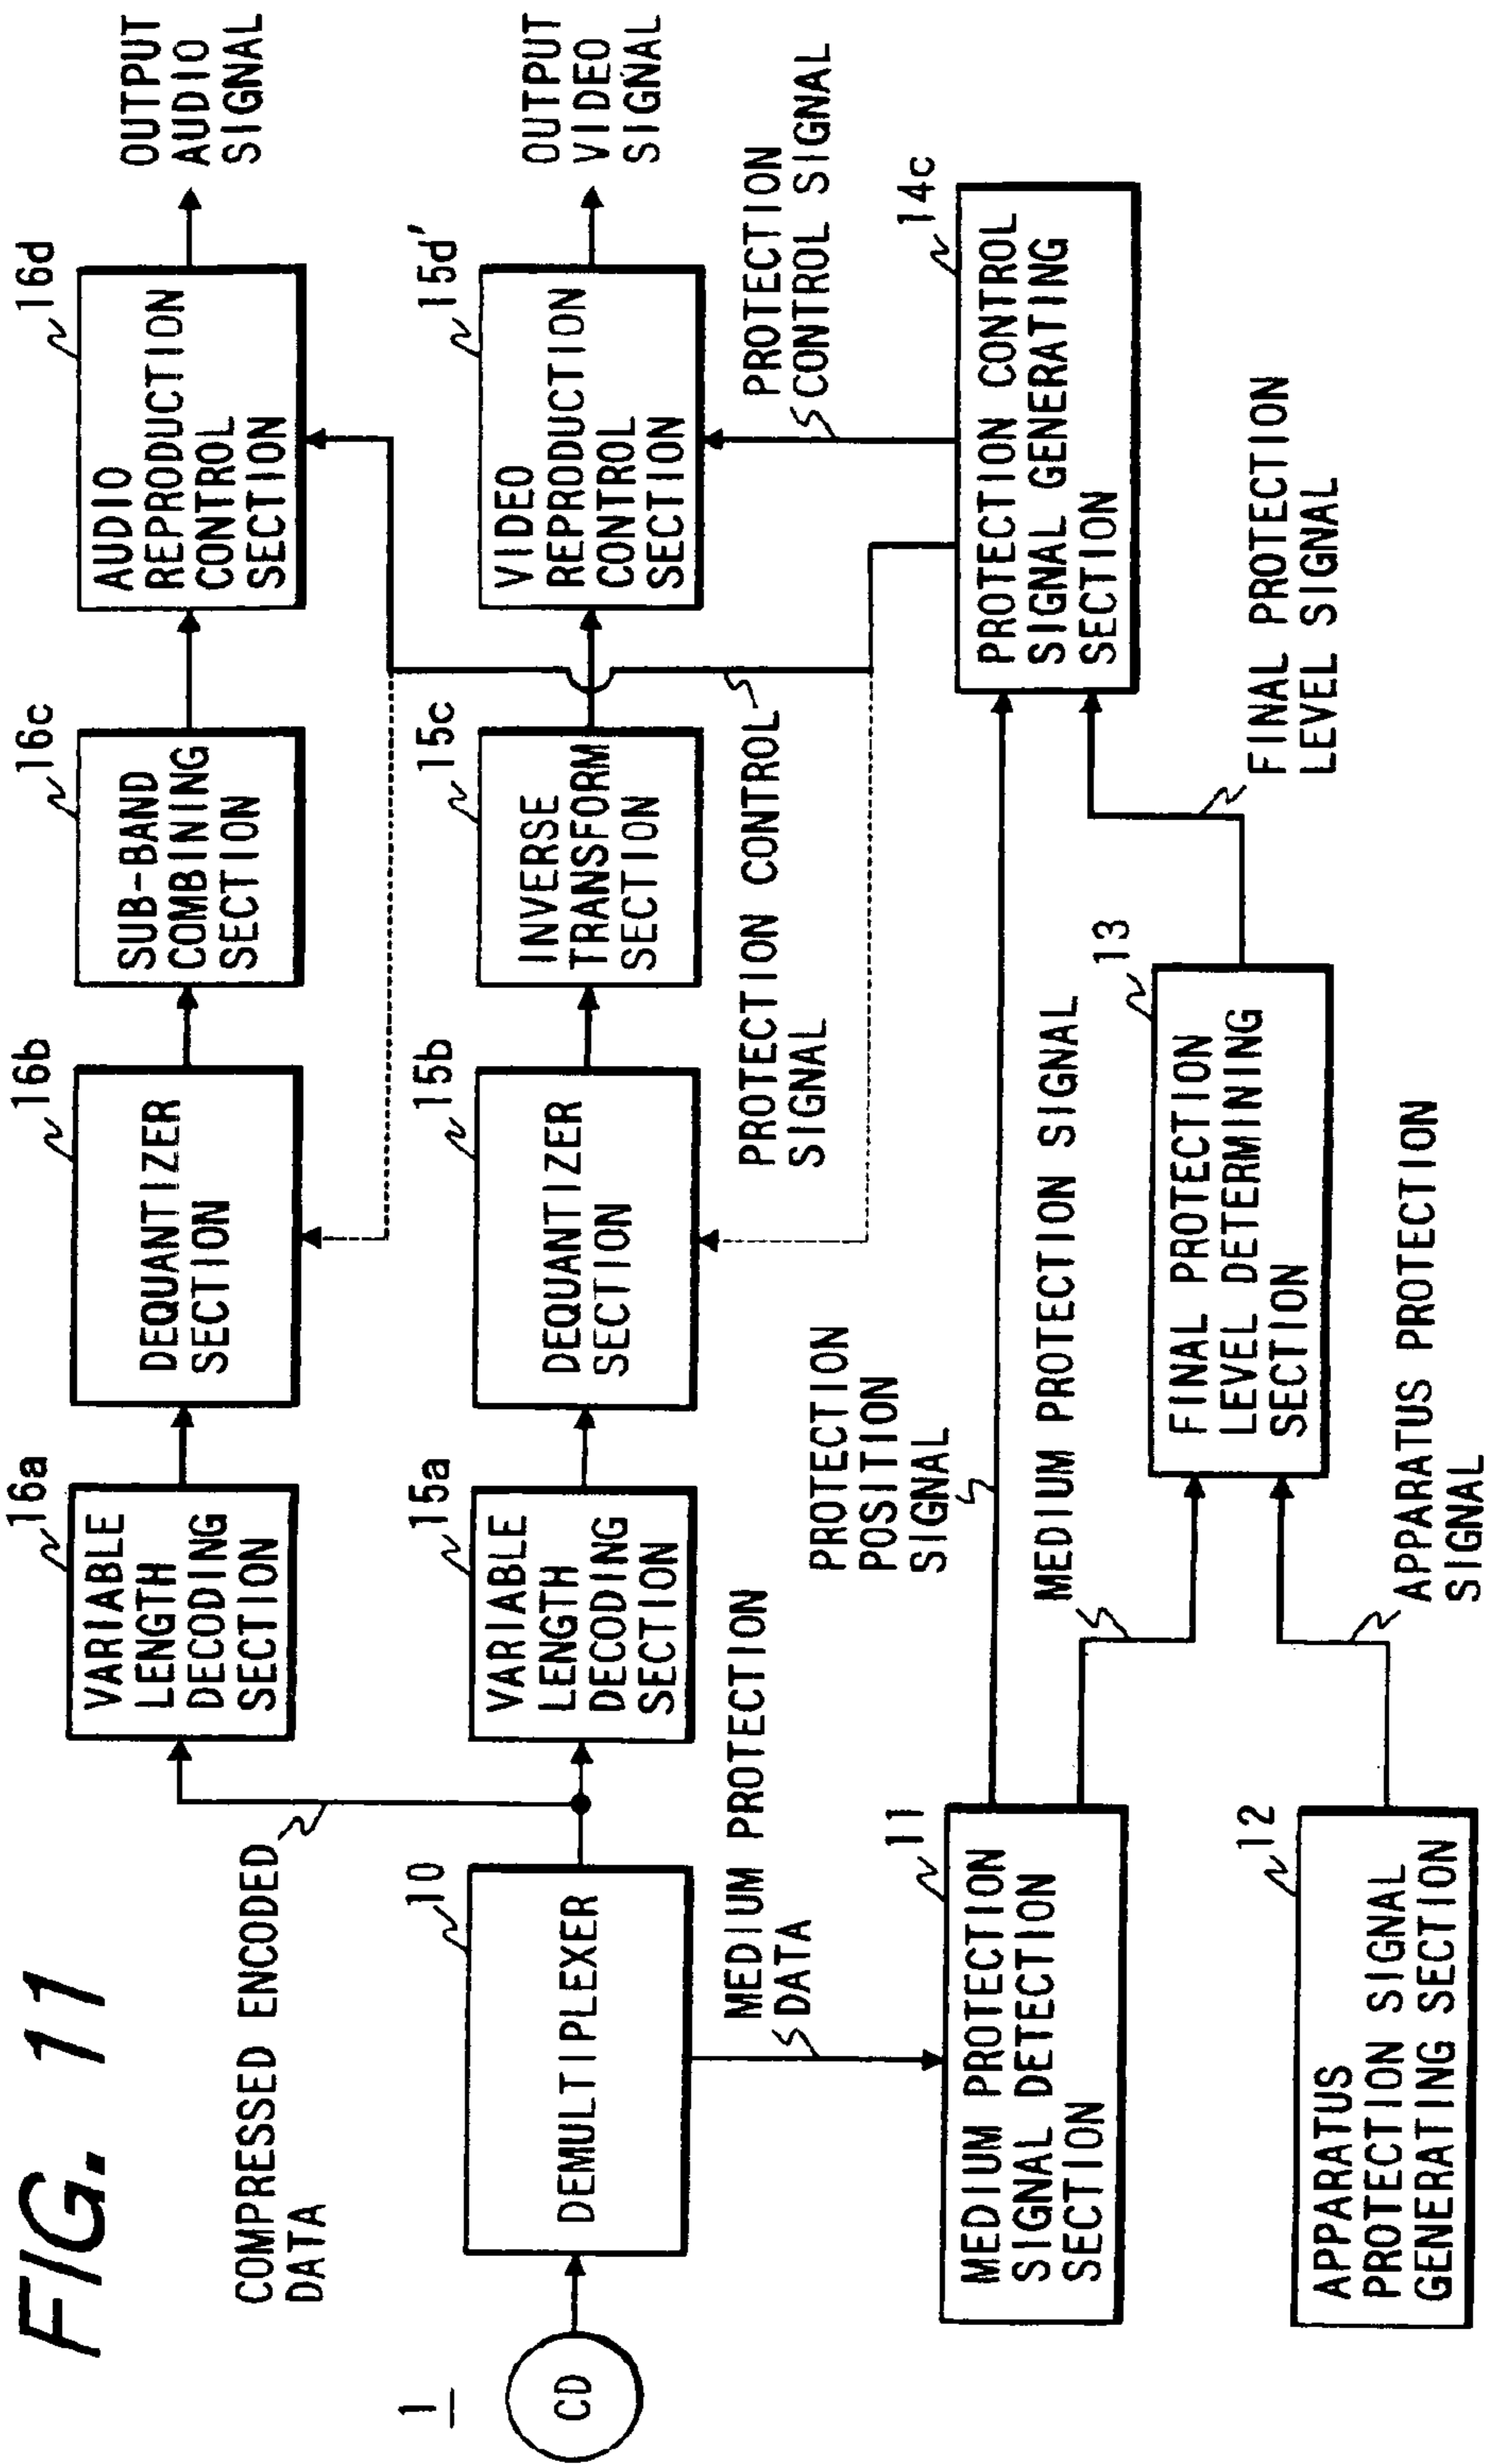 FIG. 11
1
CD
COMPRESSED ENCODED
DATA
10
DEMULTIPLEXER
MEDIUM PROTECTION
DATA
16a
VARIABLE
LENGTH
DECODING
SECTION
16b
DEQUANTIZER
SECTION
16c
SUB-BAND
COMBINING
SECTION
16d
AUDIO
REPRODUCTION
CONTROL
SECTION
OUTPUT
AUDIO
SIGNAL
15a
VARIABLE
LENGTH
DECODING
SECTION
15b
DEQUANTIZER
SECTION
15c
INVERSE
TRANSFORM
SECTION
15d'
VIDEO
REPRODUCTION
CONTROL
SECTION
OUTPUT
VIDEO
SIGNAL
PROTECTION CONTROL
SIGNAL
PROTECTION
CONTROL SIGNAL
PROTECTION
POSITION
SIGNAL
11
MEDIUM PROTECTION
SIGNAL DETECTION
SECTION
MEDIUM PROTECTION SIGNAL
12
APPARATUS
PROTECTION SIGNAL
GENERATING SECTION
APPARATUS PROTECTION
SIGNAL
13
FINAL PROTECTION
LEVEL DETERMINING
SECTION
FINAL PROTECTION
LEVEL SIGNAL
14c
PROTECTION CONTROL
SIGNAL GENERATING
SECTION